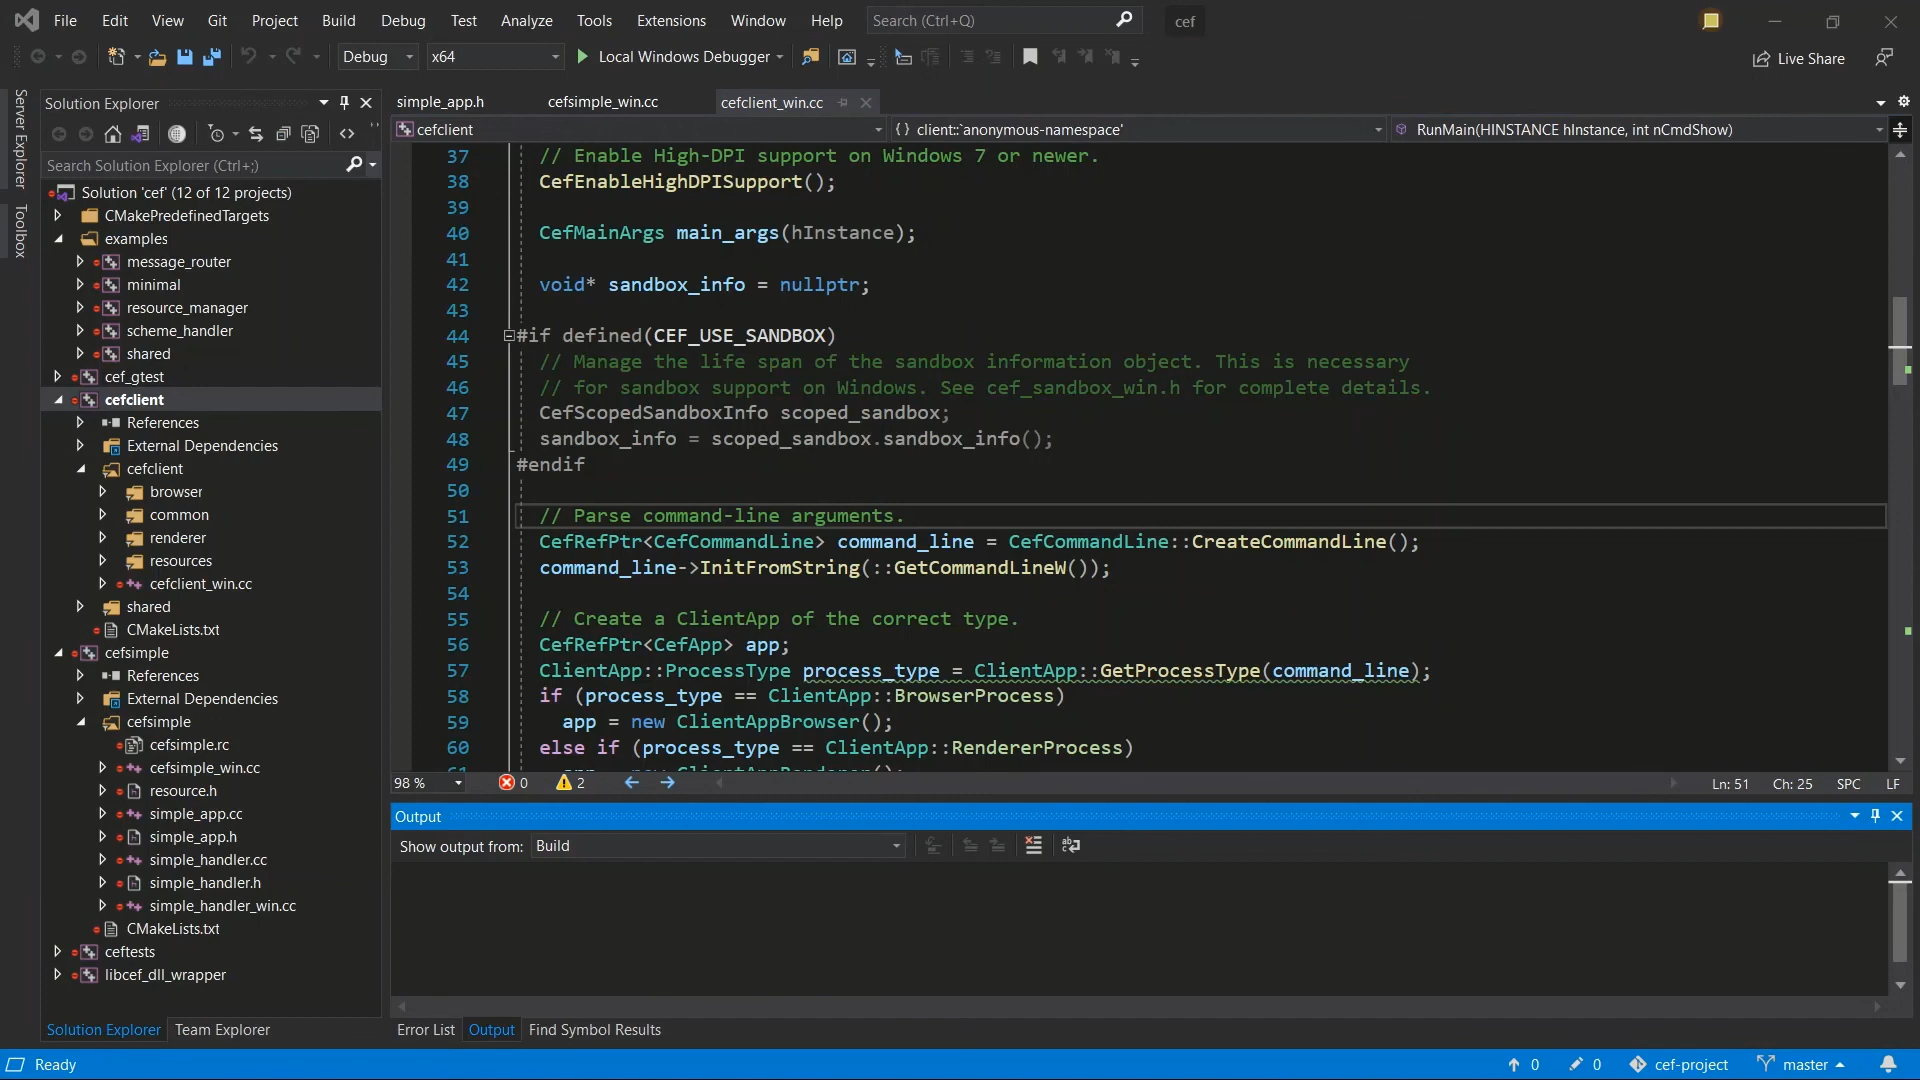 File Edit View Git Project Build Debug Test Analyze Tools Extensions Window Help Search (Ctrl+Q) cef
Debug x64 Local Windows Debugger Live Share
Server Explorer
Toolbox
Solution Explorer
Search Solution Explorer (Ctrl+;)
Solution 'cef' (12 of 12 projects)
CMakePredefinedTargets
examples
message_router
minimal
resource_manager
scheme_handler
shared
cef_gtest
cefclient
References
External Dependencies
cefclient
browser
common
renderer
resources
cefclient_win.cc
shared
CMakeLists.txt
cefsimple
References
External Dependencies
cefsimple
cefsimple.rc
cefsimple_win.cc
resource.h
simple_app.cc
simple_app.h
simple_handler.cc
simple_handler.h
simple_handler_win.cc
CMakeLists.txt
ceftests
libcef_dll_wrapper
Solution Explorer Team Explorer
simple_app.h cefsimple_win.cc cefclient_win.cc
cefclient {} client::`anonymous-namespace' RunMain(HINSTANCE hInstance, int nCmdShow)
37 // Enable High-DPI support on Windows 7 or newer.
38 CefEnableHighDPISupport();
39
40 CefMainArgs main_args(hInstance);
41
42 void* sandbox_info = nullptr;
43
44 #if defined(CEF_USE_SANDBOX)
45 // Manage the life span of the sandbox information object. This is necessary
46 // for sandbox support on Windows. See cef_sandbox_win.h for complete details.
47 CefScopedSandboxInfo scoped_sandbox;
48 sandbox_info = scoped_sandbox.sandbox_info();
49 #endif
50
51 // Parse command-line arguments.
52 CefRefPtr<CefCommandLine> command_line = CefCommandLine::CreateCommandLine();
53 command_line->InitFromString(::GetCommandLineW());
54
55 // Create a ClientApp of the correct type.
56 CefRefPtr<CefApp> app;
57 ClientApp::ProcessType process_type = ClientApp::GetProcessType(command_line);
58 if (process_type == ClientApp::BrowserProcess)
59 app = new ClientAppBrowser();
60 else if (process_type == ClientApp::RendererProcess)
98 % 0 2 Ln: 51 Ch: 25 SPC LF
Output
Show output from: Build
Error List Output Find Symbol Results
Ready 0 0 cef-project master